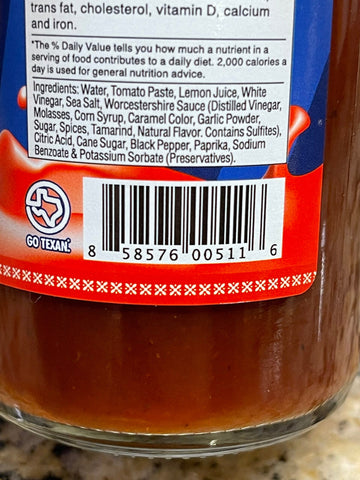 trans fat, cholesterol, vitamin D, calcium
and iron.
*The % Daily Value tells you how much a nutrient in a
serving of food contributes to a daily diet. 2,000 calories a
day is used for general nutrition advice.
Ingredients: Water, Tomato Paste, Lemon Juice, White
Vinegar, Sea Salt, Worcestershire Sauce (Distilled Vinegar,
Molasses, Corn Syrup, Caramel Color, Garlic Powder,
Sugar, Spices, Tamarind, Natural Flavor. Contains Sulfites),
Citric Acid, Cane Sugar, Black Pepper, Paprika, Sodium
Benzoate & Potassium Sorbate (Preservatives).
GO TEXAN.
8 58576 00511 6